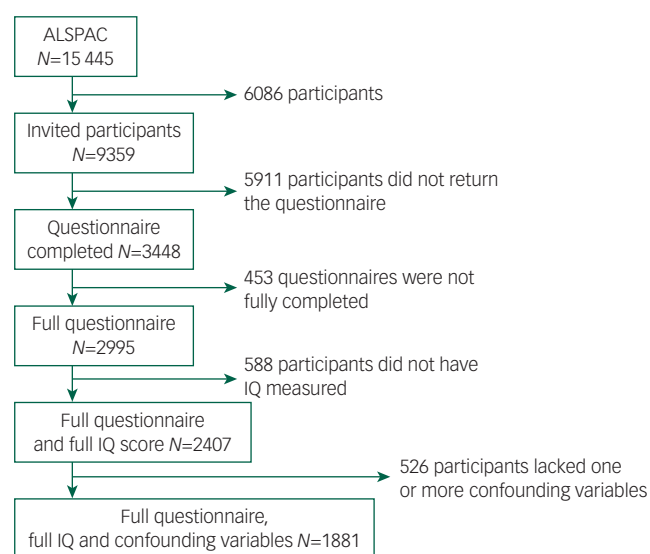 ALSPAC
N=15 445
6086 participants
Invited participants
N=9359
5911 participants did not return
the questionnaire
Questionnaire
completed N=3448
453 questionnaires were not
fully completed
Full questionnaire
N=2995
588 participants did not have
IQ measured
Full questionnaire
and full IQ score N=2407
526 participants lacked one
or more confounding variables
Full questionnaire,
full IQ and confounding variables N=1881